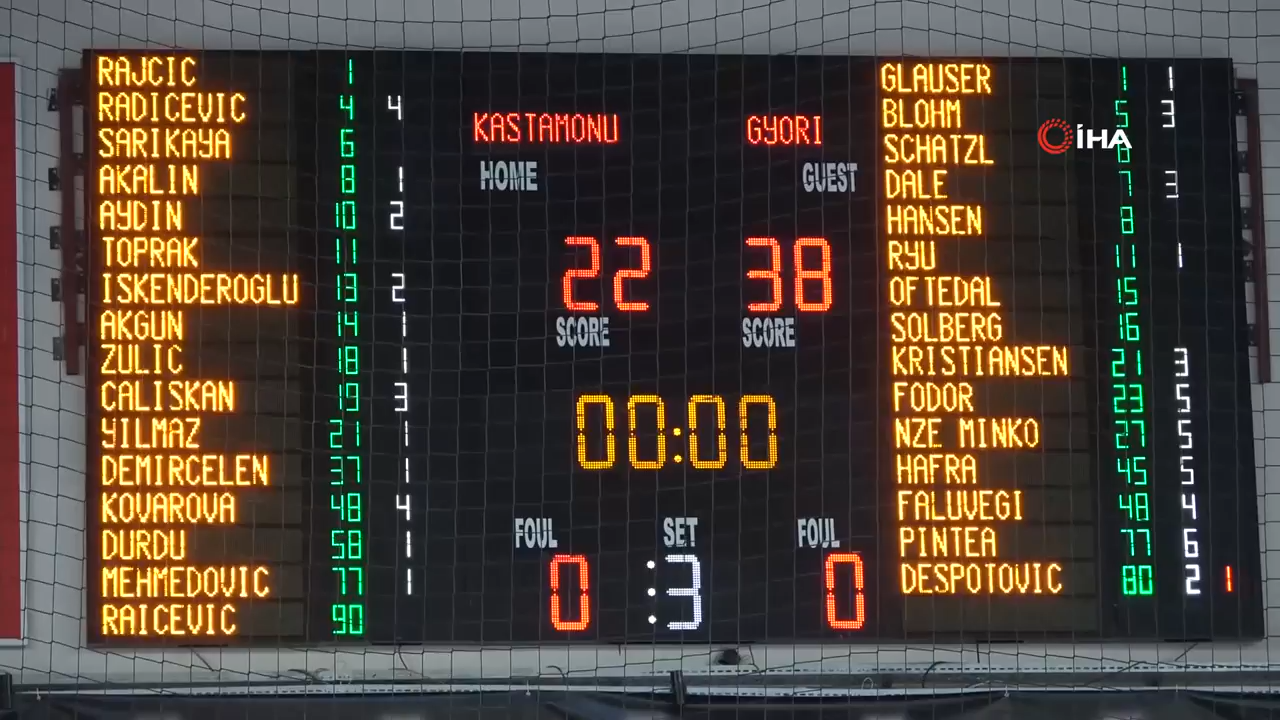 RAJCIC 1
RADICEVIC 4 4
SARIKAYA 6
AKALIN 8 1
AYDIN 10 2
TOPRAK 11
ISKENDEROGLU 13 2
AKGUN 14 1
ZULIC 18 1
CALISKAN 19 3
YILMAZ 21 1
DEMIRCELEN 37 1
KOVAROVA 48 4
DURDU 58 1
MEHMEDOVIC 77 1
RAICEVIC 90
KASTAMONU GYORI
HOME GUEST
22 38
SCORE SCORE
00:00
FOUL SET FOUL
0 :3 0
GLAUSER 1 1
BLOHM 5 3
SCHATZL
DALE 7 3
HANSEN 8
RYU 11 1
OFTEDAL 15
SOLBERG 16
KRISTIANSEN 21 3
FODOR 23 5
NZE MINKO 27 5
HAFRA 45 5
FALUVEGI 48 4
PINTEA 77 6
DESPOTOVIC 80 2 1
İHA